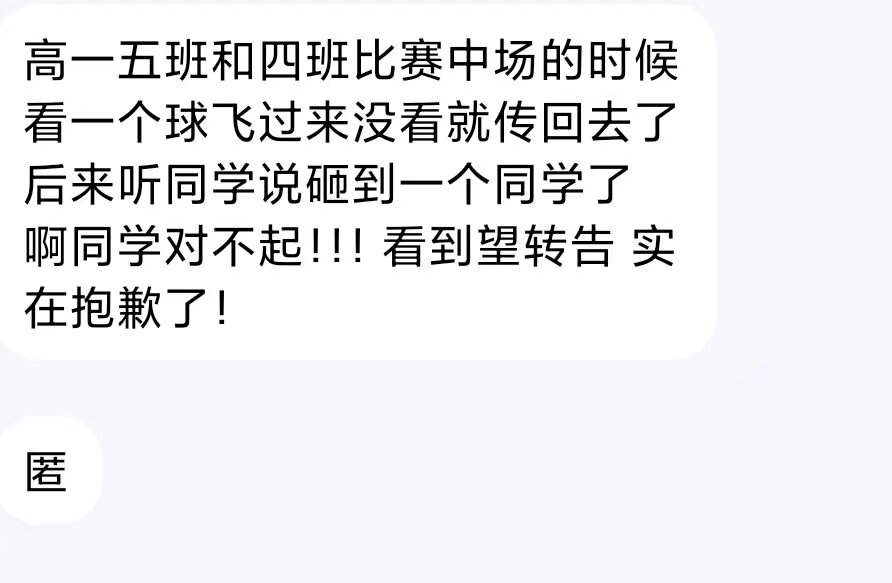 高一五班和四班比赛中场的时候
看一个球飞过来没看就传回去了
后来听同学说砸到一个同学了
啊同学对不起!!! 看到望转告 实
在抱歉了!
匿